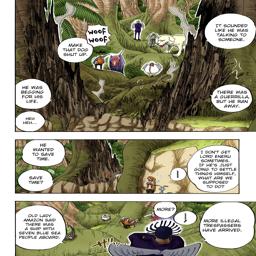 IT SOUNDED
LIKE HE WAS
TALKING TO
SOMEONE.
WOOF
WOOF
MAKE
THAT DOG
SHUT UP.
HE WAS
BEGGING
FOR HIS
LIFE.
THERE WAS
A GUERRILLA,
BUT HE RAN
AWAY.
HEH
HEH...
HE
WANTED
TO SAVE
TIME.
SAVE
TIME?
I DON'T GET
LORD ENERU
SOMETIMES.
IF HE'S JUST
GOING TO SETTLE
THINGS HIMSELF,
WHAT ARE WE
SUPPOSED
TO DO?
OLD LADY
AMAZON SAID
THERE WAS
A SHIP WITH
SEVEN BLUE SEA
PEOPLE ABOARD.
MORE?
MORE ILLEGAL
TRESPASSERS
HAVE ARRIVED.